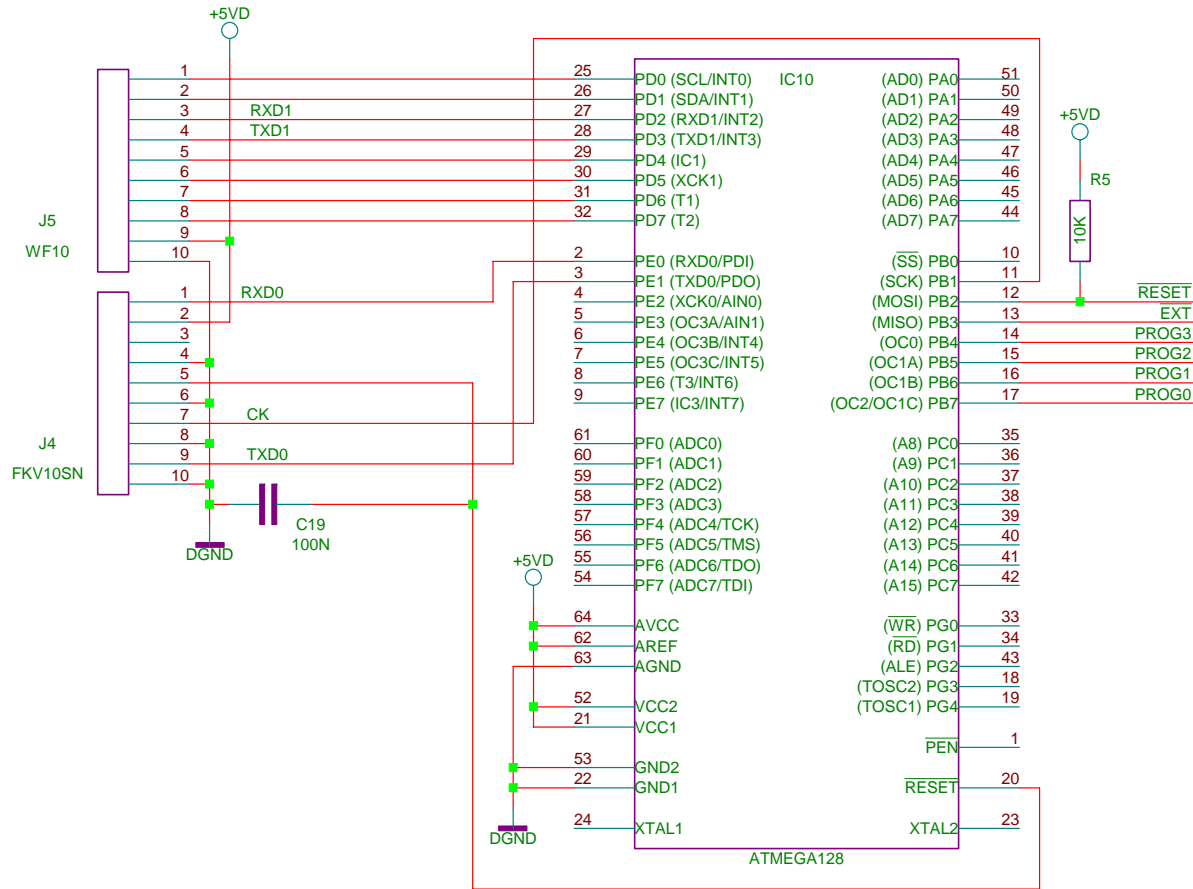 +5VD
1
2
3 RXD1
4 TXD1
5
6
7
8
9
10
J5
WF10
1 RXD0
2
3
4
5
6
7 CK
8
9 TXD0
10
J4
FKV10SN
C19
100N
DGND
IC10
25 PD0 (SCL/INT0)
26 PD1 (SDA/INT1)
27 PD2 (RXD1/INT2)
28 PD3 (TXD1/INT3)
29 PD4 (IC1)
30 PD5 (XCK1)
31 PD6 (T1)
32 PD7 (T2)
2 PE0 (RXD0/PDI)
3 PE1 (TXD0/PDO)
4 PE2 (XCK0/AIN0)
5 PE3 (OC3A/AIN1)
6 PE4 (OC3B/INT4)
7 PE5 (OC3C/INT5)
8 PE6 (T3/INT6)
9 PE7 (IC3/INT7)
61 PF0 (ADC0)
60 PF1 (ADC1)
59 PF2 (ADC2)
58 PF3 (ADC3)
57 PF4 (ADC4/TCK)
56 PF5 (ADC5/TMS)
55 PF6 (ADC6/TDO)
54 PF7 (ADC7/TDI)
+5VD
64 AVCC
62 AREF
63 AGND
52 VCC2
21 VCC1
53 GND2
22 GND1
DGND
24 XTAL1
(AD0) PA0 51
(AD1) PA1 50
(AD2) PA2 49
(AD3) PA3 48
(AD4) PA4 47
(AD5) PA5 46
(AD6) PA6 45
(AD7) PA7 44
(SS) PB0 10
(SCK) PB1 11
(MOSI) PB2 12
(MISO) PB3 13
(OC0) PB4 14
(OC1A) PB5 15
(OC1B) PB6 16
(OC2/OC1C) PB7 17
(A8) PC0 35
(A9) PC1 36
(A10) PC2 37
(A11) PC3 38
(A12) PC4 39
(A13) PC5 40
(A14) PC6 41
(A15) PC7 42
(WR) PG0 33
(RD) PG1 34
(ALE) PG2 43
(TOSC2) PG3 18
(TOSC1) PG4 19
PEN 1
RESET 20
XTAL2 23
ATMEGA128
+5VD
R5
10K
RESET
EXT
PROG3
PROG2
PROG1
PROG0